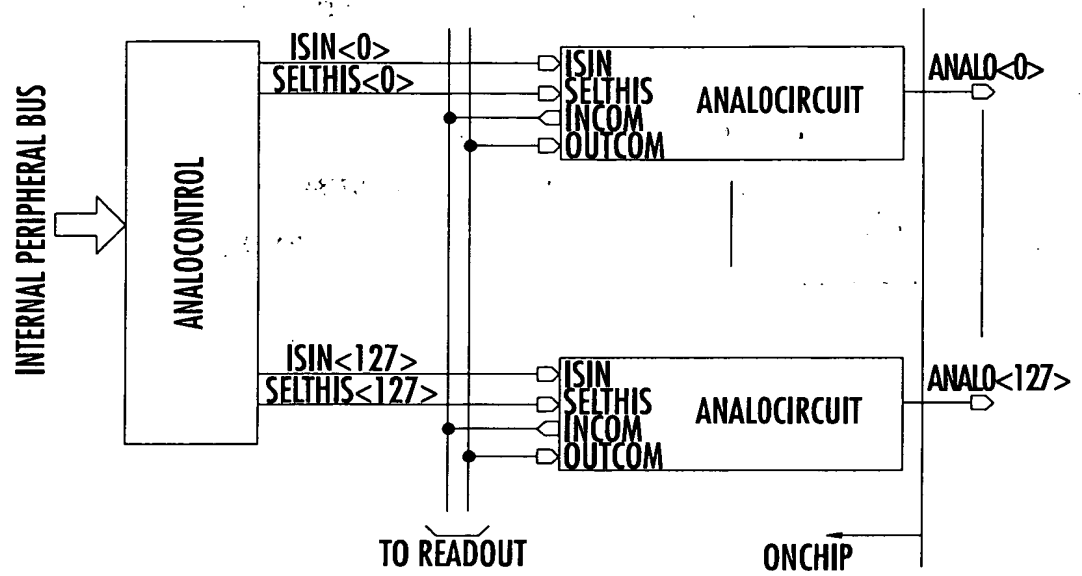 INTERNAL PERIPHERAL BUS
ANALOCONTROL
ISIN<0>
SELTHIS<0>
ISIN
SELTHIS
INCOM
OUTCOM
ANALOCIRCUIT
ANALO<0>
ISIN<127>
SELTHIS<127>
ISIN
SELTHIS
INCOM
OUTCOM
ANALOCIRCUIT
ANALO<127>
TO READOUT
ONCHIP